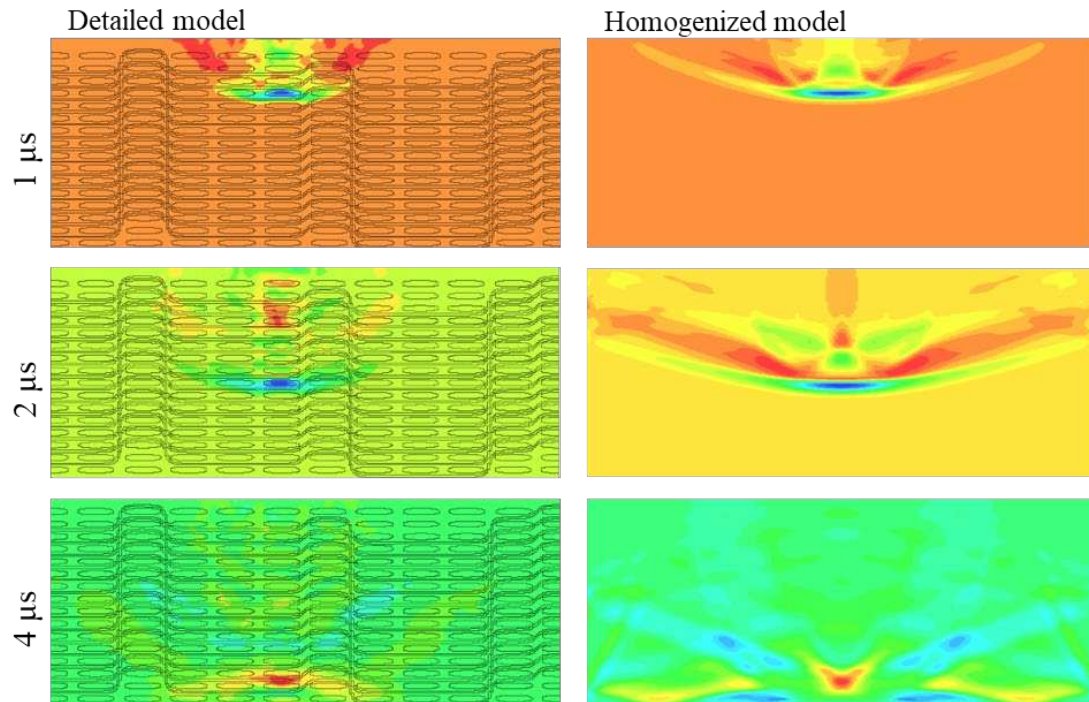 Detailed model
Homogenized model
1 μs
2 μs
4 μs